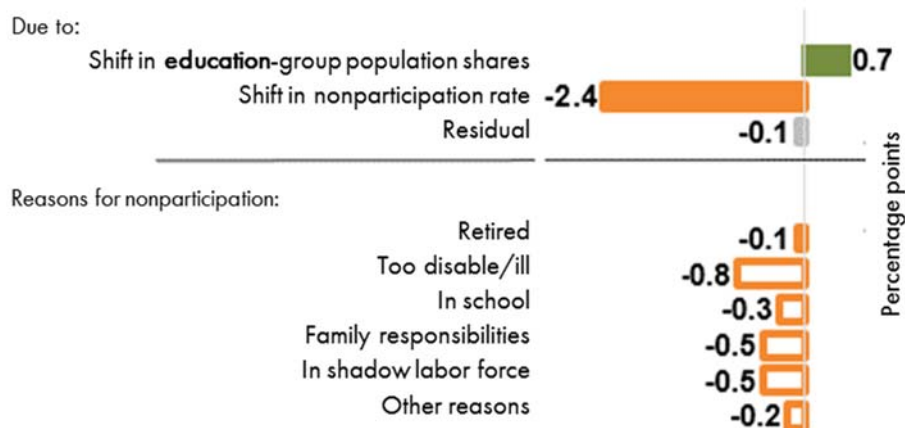 Due to:
Shift in education-group population shares 0.7
Shift in nonparticipation rate -2.4
Residual -0.1
Reasons for nonparticipation:
Retired -0.1
Too disable/ill -0.8
In school -0.3
Family responsibilities -0.5
In shadow labor force -0.5
Other reasons -0.2
Percentage points